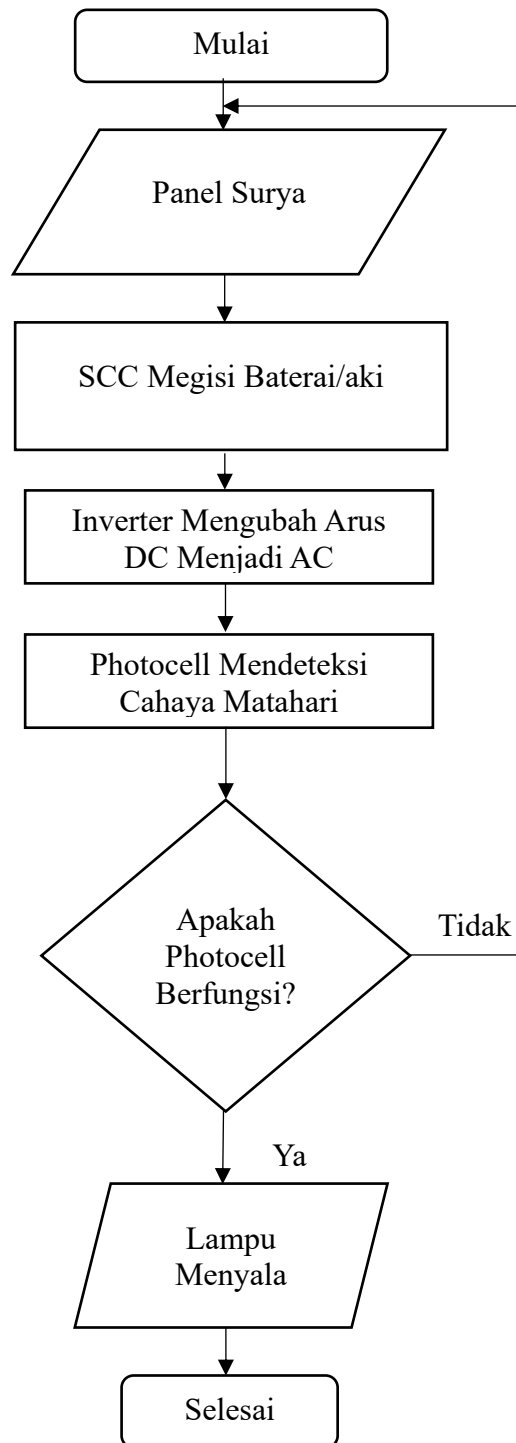 Mulai
Panel Surya
SCC Megisi Baterai/aki
Inverter Mengubah Arus
DC Menjadi AC
Photocell Mendeteksi
Cahaya Matahari
Apakah
Photocell
Berfungsi?
Tidak
Ya
Lampu
Menyala
Selesai